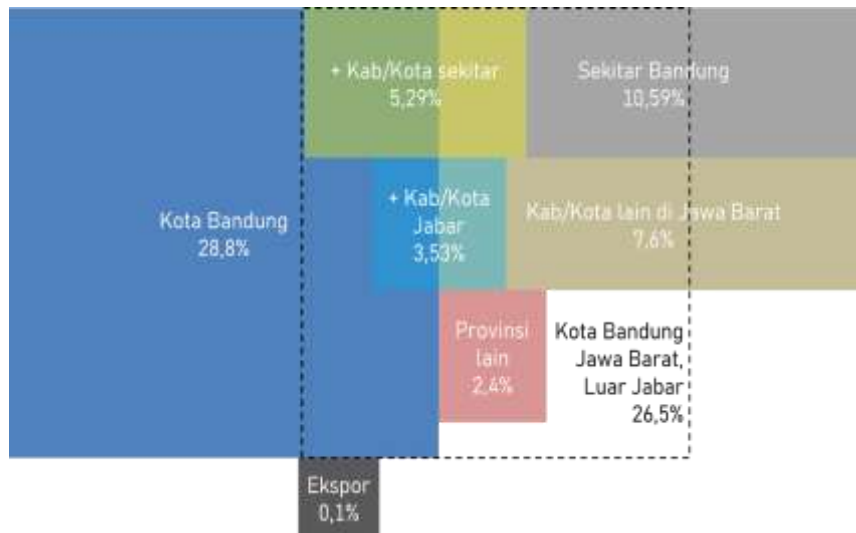 + Kab/Kota sekitar
5,29%
Sekitar Bandung
10,59%
Kota Bandung
28,8%
+ Kab/Kota
Jabar
3,53%
Kab/Kota lain di Jawa Barat
7,6%
Provinsi
lain
2,4%
Kota Bandung
Jawa Barat,
Luar Jabar
26,5%
Ekspor
0,1%